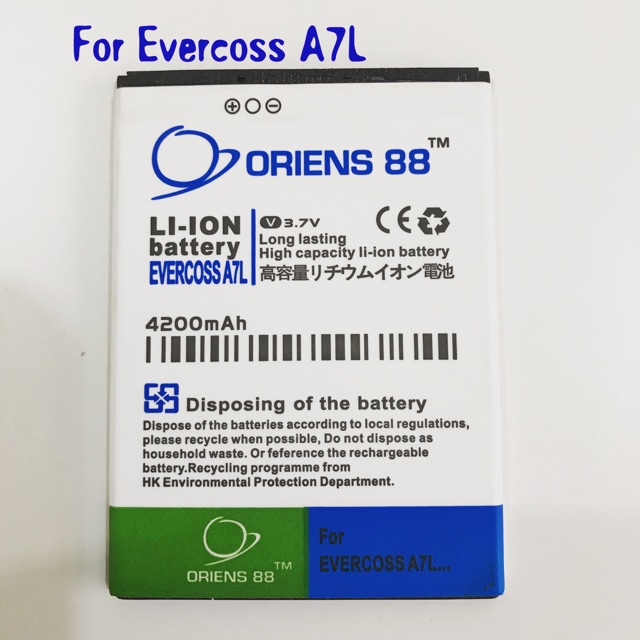 For Evercoss A7L
ORIENS 88™
LI-ION
battery
EVERCOSS A7L
V 3.7V
Long lasting
High capacity li-ion battery
高容量リチウムイオン電池
CE
4200mAh
Disposing of the battery
Dispose of the batteries according to local regulations,
please recycle when possible, Do not dispose as
household waste. Or reference the rechargeable
battery.Recycling programme from
HK Environmental Protection Department.
ORIENS 88™
For
EVERCOSS A7L...